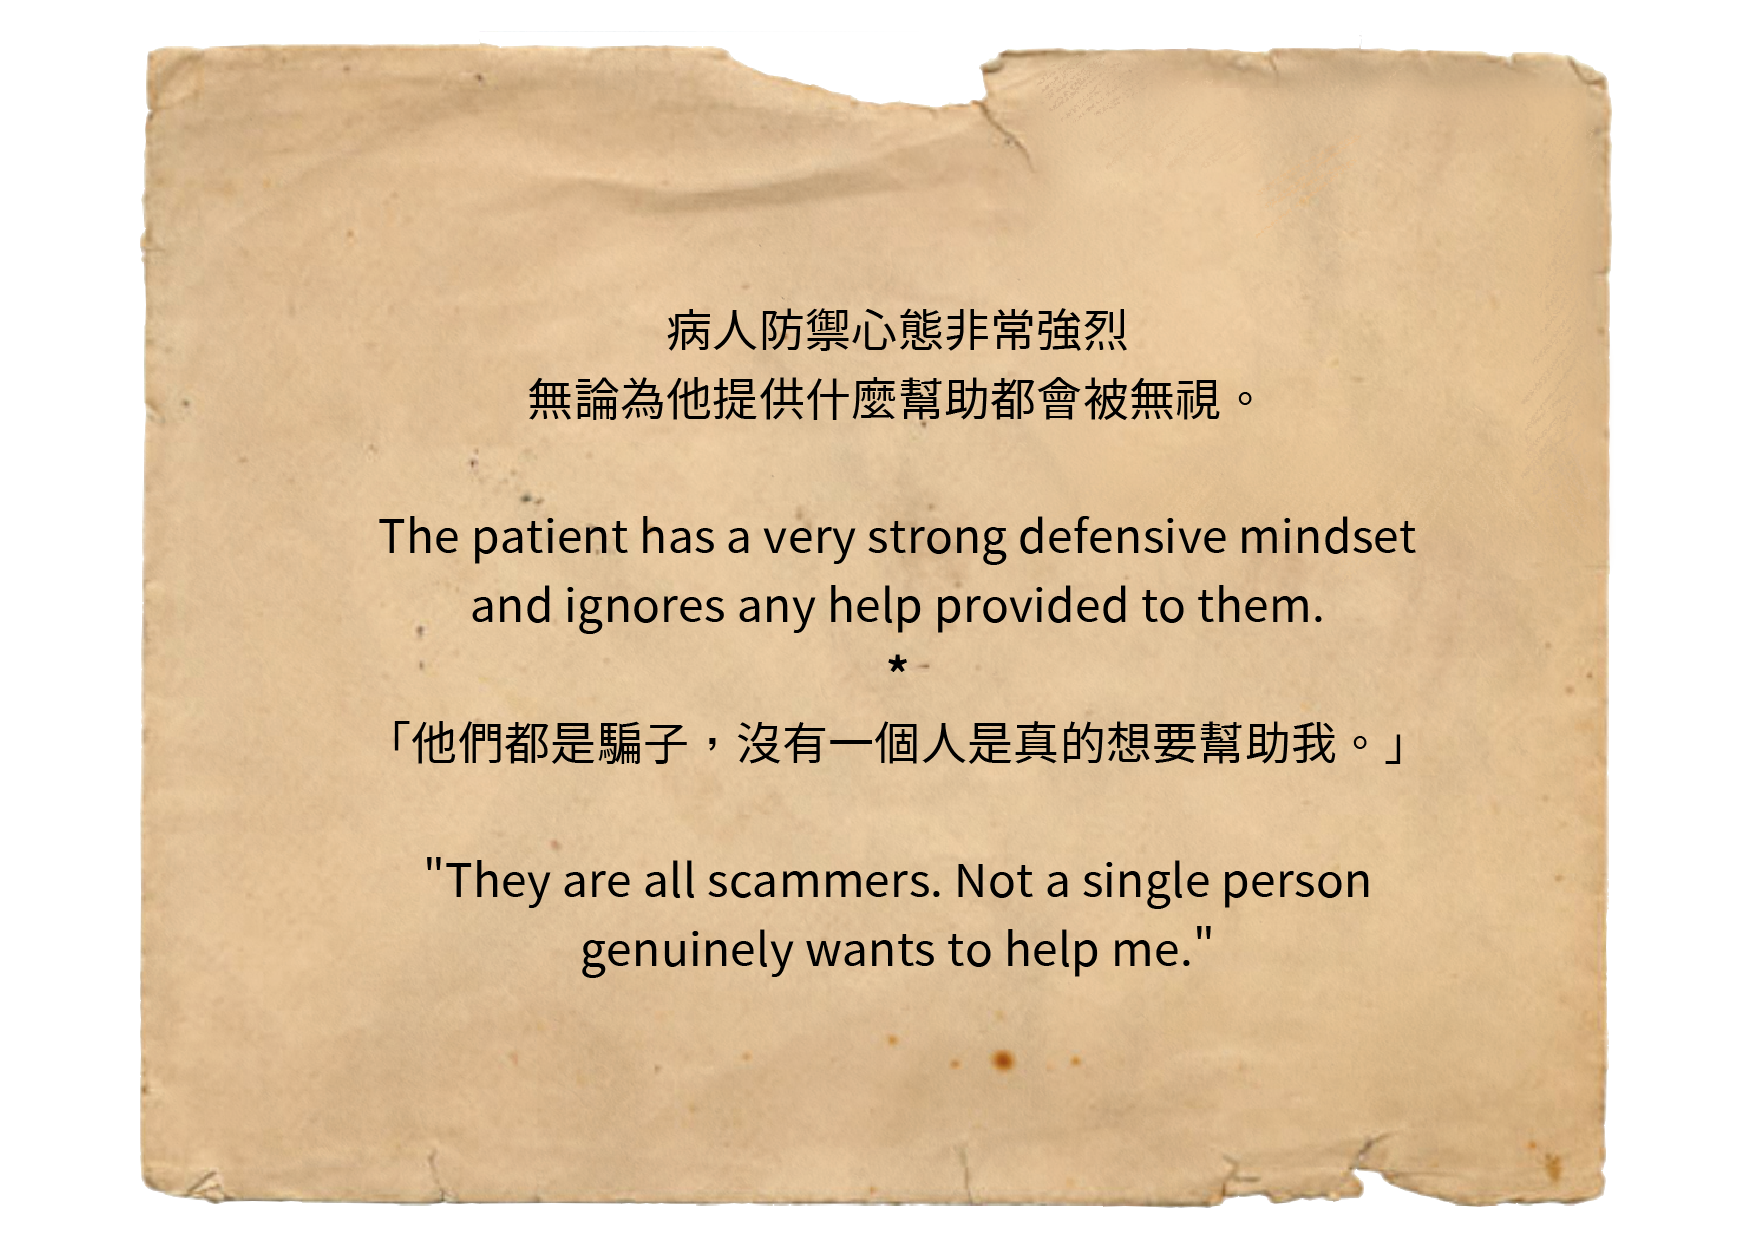 病人防禦心態非常強烈
無論為他提供什麼幫助都會被無視。
The patient has a very strong defensive mindset
and ignores any help provided to them.
*
「他們都是騙子，沒有一個人是真的想要幫助我。」
"They are all scammers. Not a single person
genuinely wants to help me."